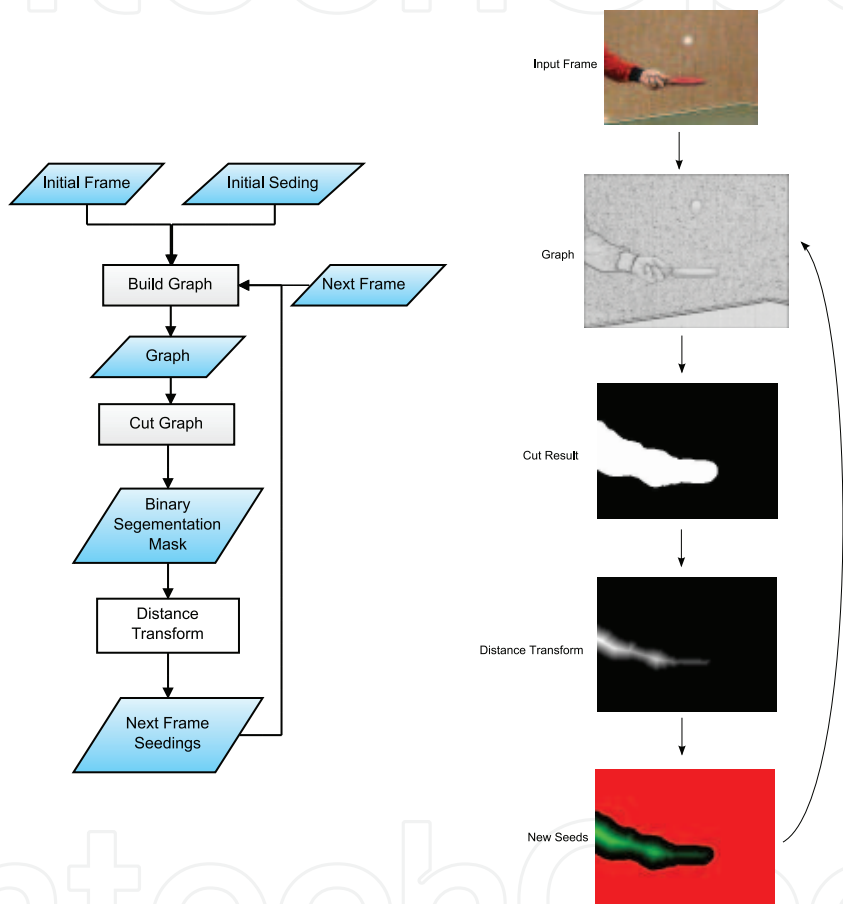 Initial Frame
Initial Seding
Build Graph
Next Frame
Graph
Cut Graph
Binary
Segementation
Mask
Distance
Transform
Next Frame
Seedings
Input Frame
Graph
Cut Result
Distance Transform
New Seeds